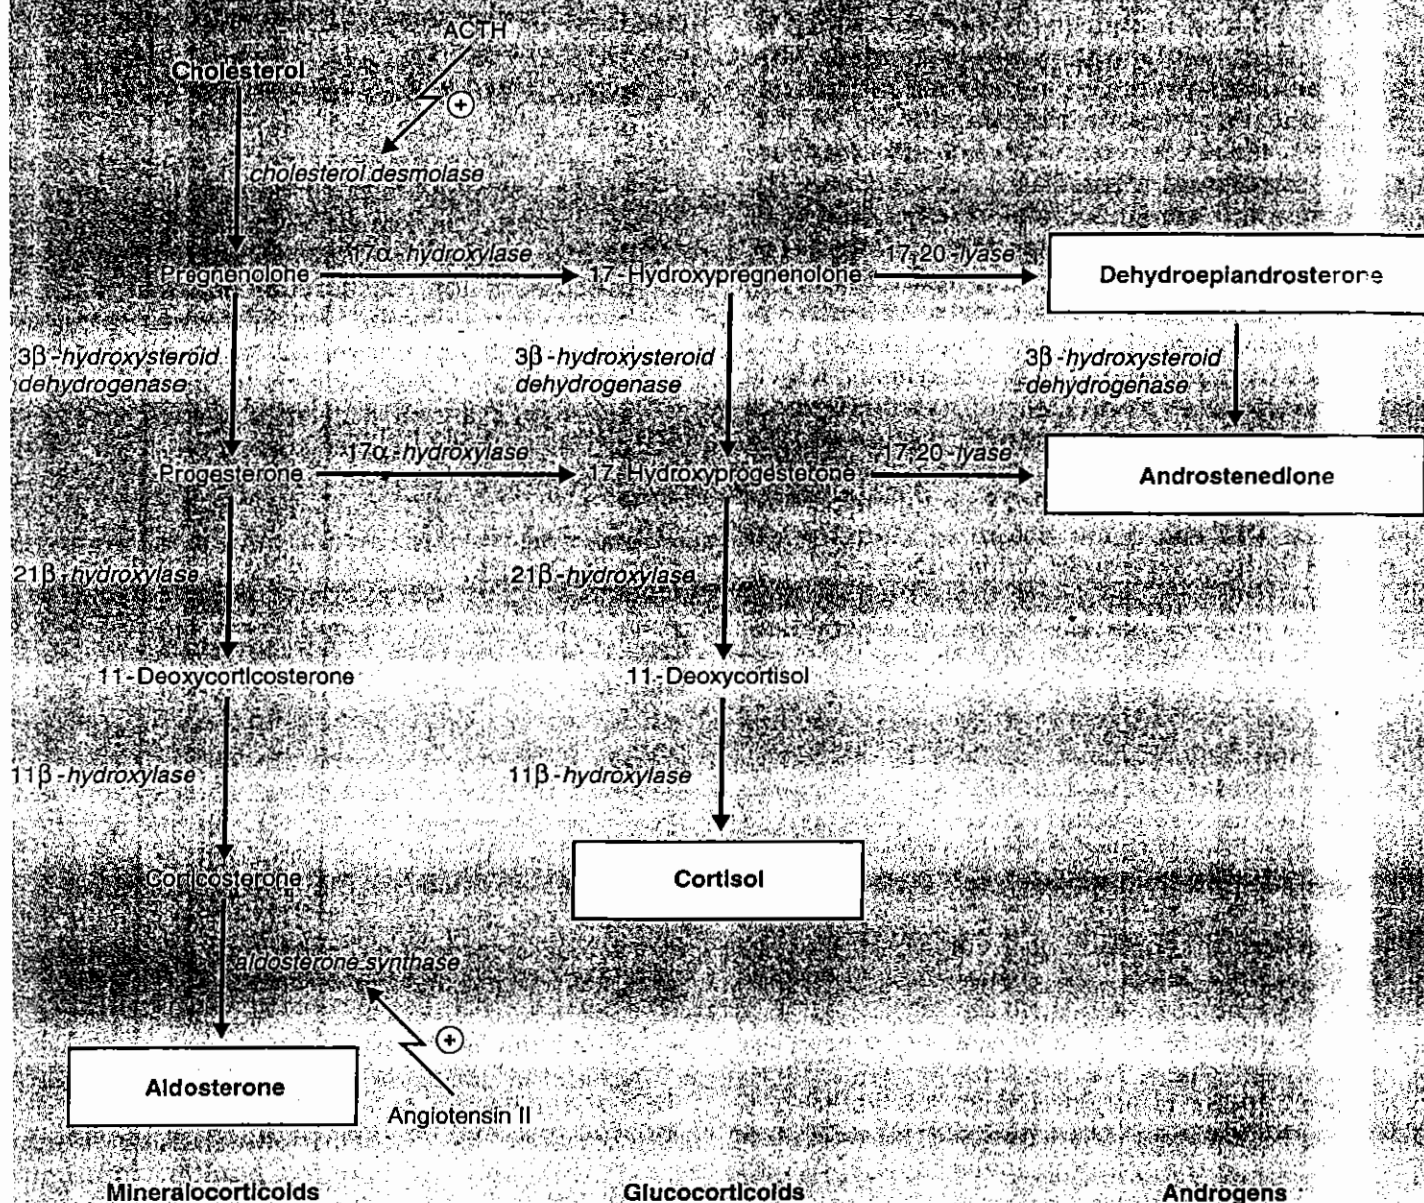 ACTH
Cholesterol
+
cholesterol desmolase
Pregnenolone
17α-hydroxylase
17-Hydroxypregnenolone
17,20-lyase
Dehydroepiandrosterone
3β-hydroxysteroid
dehydrogenase
3β-hydroxysteroid
dehydrogenase
3β-hydroxysteroid
dehydrogenase
Progesterone
17α-hydroxylase
17-Hydroxyprogesterone
17,20-lyase
Androstenedione
21β-hydroxylase
21β-hydroxylase
11-Deoxycorticosterone
11-Deoxycortisol
11β-hydroxylase
11β-hydroxylase
Corticosterone
Cortisol
aldosterone synthase
+
Aldosterone
Angiotensin II
Mineralocorticoids
Glucocorticoids
Androgens